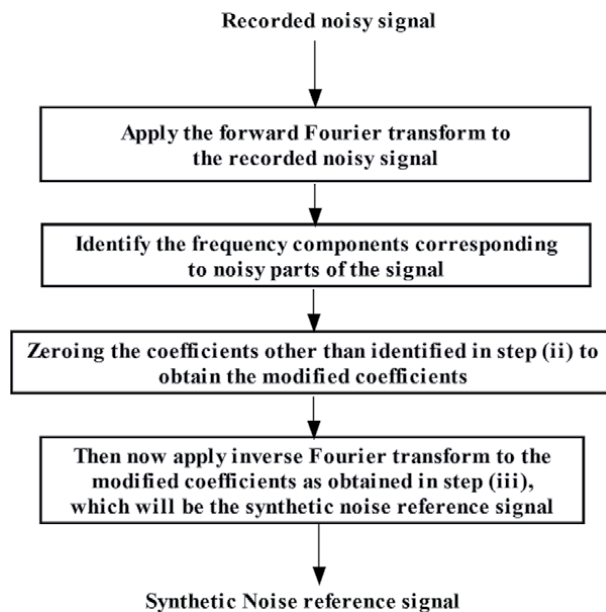 Recorded noisy signal
Apply the forward Fourier transform to
the recorded noisy signal
Identify the frequency components corresponding
to noisy parts of the signal
Zeroing the coefficients other than identified in step (ii) to
obtain the modified coefficients
Then now apply inverse Fourier transform to the
modified coefficients as obtained in step (iii),
which will be the synthetic noise reference signal
Synthetic Noise reference signal